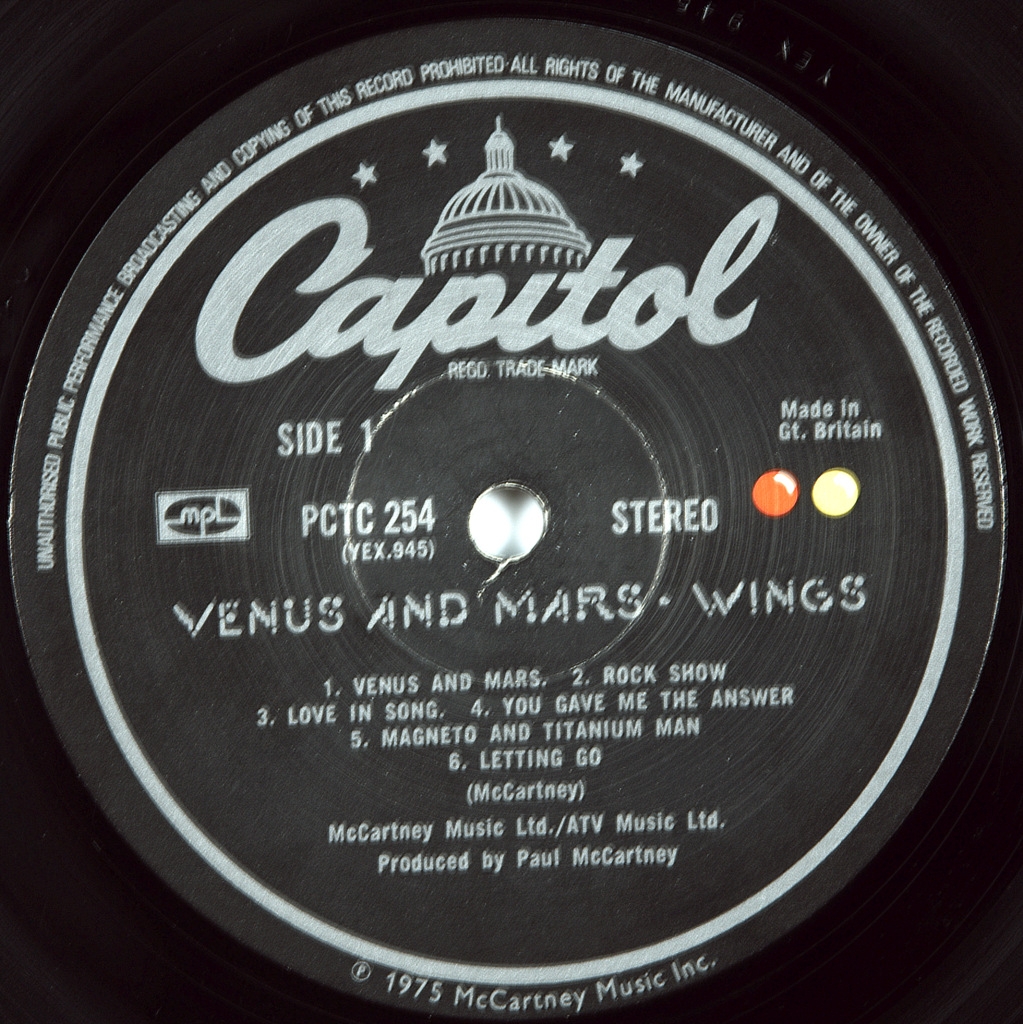 YEX 945
UNAUTHORISED PUBLIC PERFORMANCE BROADCASTING AND COPYING OF THIS RECORD PROHIBITED·ALL RIGHTS OF THE MANUFACTURER AND OF THE OWNER OF THE RECORDED WORK RESERVED
Capitol
REGD. TRADE MARK
SIDE 1
Made in
Gt. Britain
mpl
PCTC 254
STEREO
(YEX.945)
VENUS AND MARS · WINGS
1. VENUS AND MARS. 2. ROCK SHOW
3. LOVE IN SONG. 4. YOU GAVE ME THE ANSWER
5. MAGNETO AND TITANIUM MAN
6. LETTING GO
(McCartney)
McCartney Music Ltd./ATV Music Ltd.
Produced by Paul McCartney
℗ 1975 McCartney Music Inc.